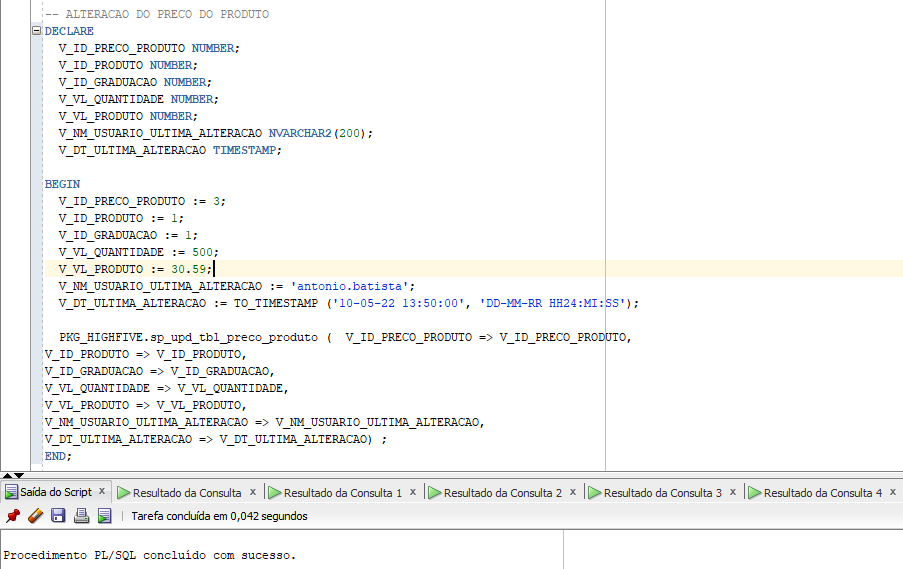 -- ALTERACAO DO PRECO DO PRODUTO
DECLARE
V_ID_PRECO_PRODUTO NUMBER;
V_ID_PRODUTO NUMBER;
V_ID_GRADUACAO NUMBER;
V_VL_QUANTIDADE NUMBER;
V_VL_PRODUTO NUMBER;
V_NM_USUARIO_ULTIMA_ALTERACAO NVARCHAR2(200);
V_DT_ULTIMA_ALTERACAO TIMESTAMP;
BEGIN
V_ID_PRECO_PRODUTO := 3;
V_ID_PRODUTO := 1;
V_ID_GRADUACAO := 1;
V_VL_QUANTIDADE := 500;
V_VL_PRODUTO := 30.59;
V_NM_USUARIO_ULTIMA_ALTERACAO := 'antonio.batista';
V_DT_ULTIMA_ALTERACAO := TO_TIMESTAMP ('10-05-22 13:50:00', 'DD-MM-RR HH24:MI:SS');
PKG_HIGHFIVE.sp_upd_tbl_preco_produto (  V_ID_PRECO_PRODUTO => V_ID_PRECO_PRODUTO,
V_ID_PRODUTO => V_ID_PRODUTO,
V_ID_GRADUACAO => V_ID_GRADUACAO,
V_VL_QUANTIDADE => V_VL_QUANTIDADE,
V_VL_PRODUTO => V_VL_PRODUTO,
V_NM_USUARIO_ULTIMA_ALTERACAO => V_NM_USUARIO_ULTIMA_ALTERACAO,
V_DT_ULTIMA_ALTERACAO => V_DT_ULTIMA_ALTERACAO) ;
END;
Saída do Script x Resultado da Consulta x Resultado da Consulta 1 x Resultado da Consulta 2 x Resultado da Consulta 3 x Resultado da Consulta 4 x
Tarefa concluída em 0,042 segundos
Procedimento PL/SQL concluído com sucesso.